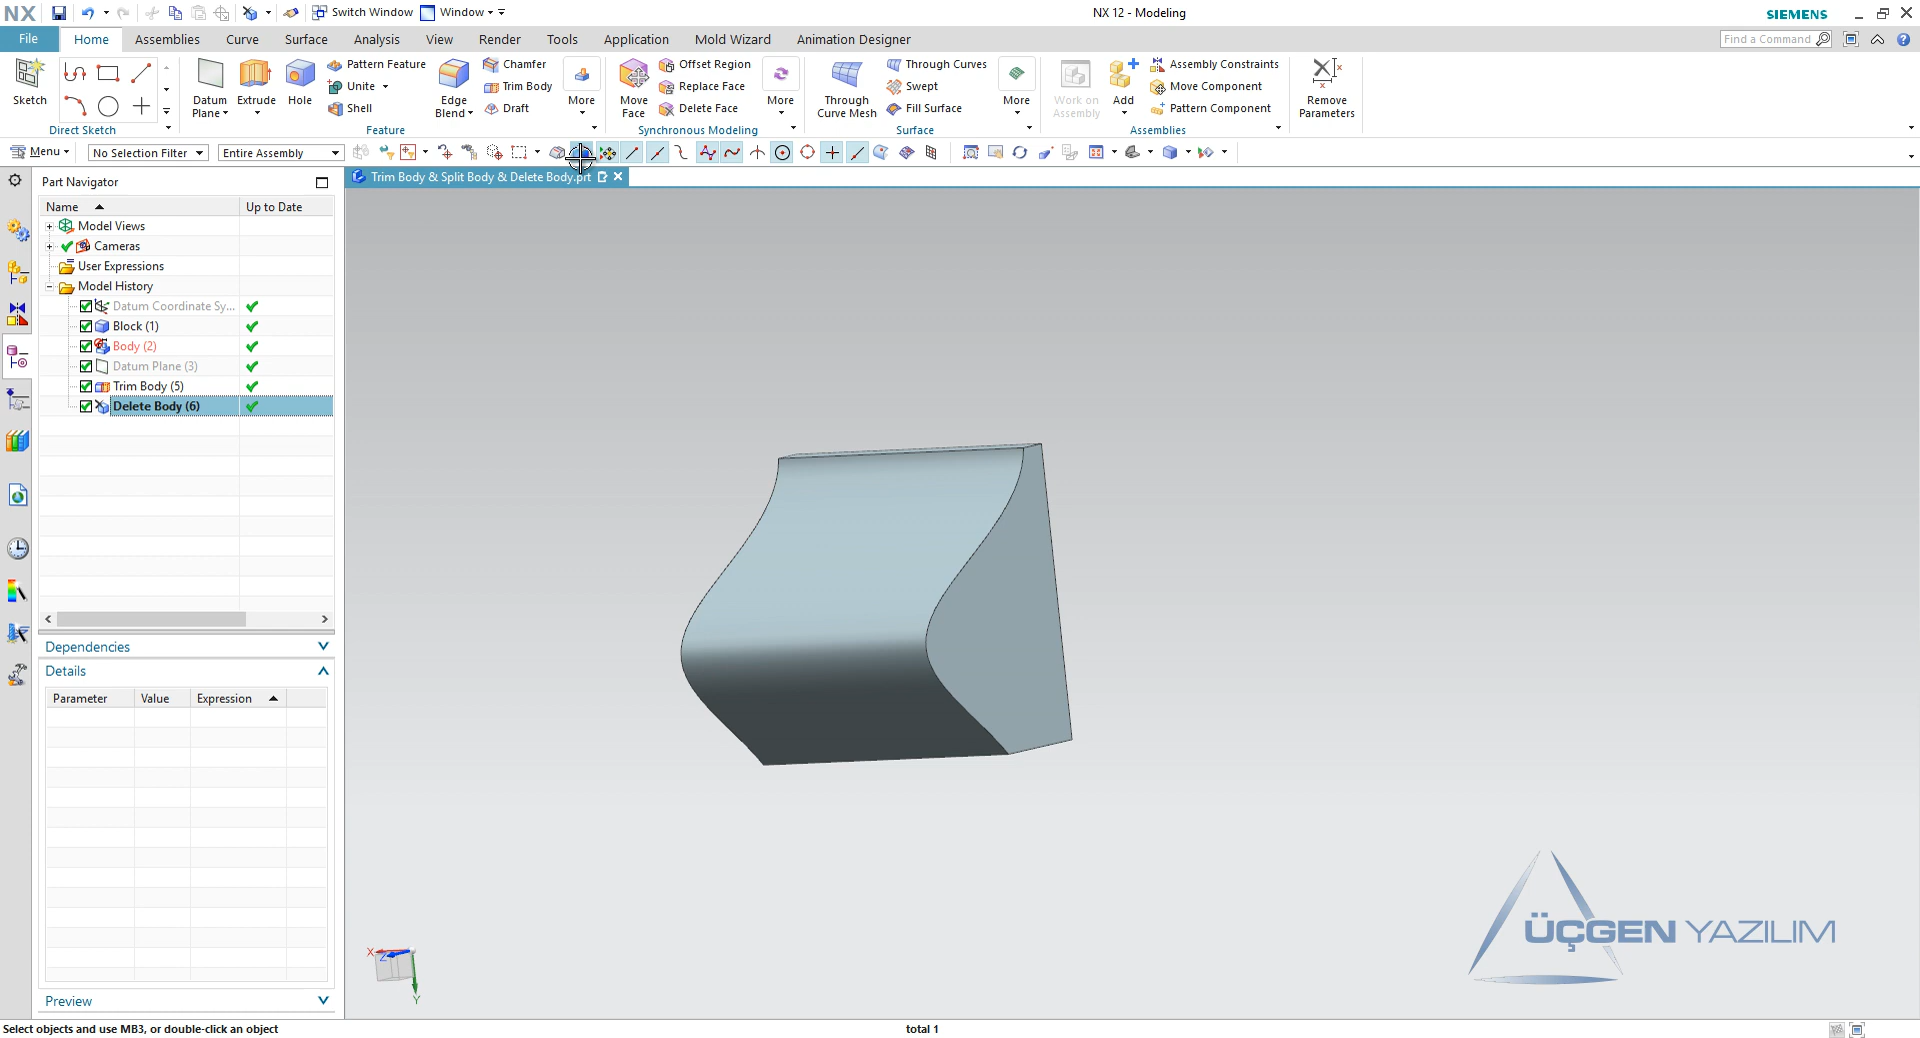 NX Switch Window Window NX 12 - Modeling SIEMENS
File Home Assemblies Curve Surface Analysis View Render Tools Application Mold Wizard Animation Designer Find a Command
Sketch
Direct Sketch
Datum Plane
Extrude
Hole
Pattern Feature
Unite
Shell
Edge Blend
Chamfer
Trim Body
Draft
More
Feature
Move Face
Offset Region
Replace Face
Delete Face
More
Synchronous Modeling
Through Curve Mesh
Through Curves
Swept
Fill Surface
More
Surface
Work on Assembly
Add
Assembly Constraints
Move Component
Pattern Component
Assemblies
Remove Parameters
Menu No Selection Filter Entire Assembly
Part Navigator
Trim Body & Split Body & Delete Body.prt
Name Up to Date
Model Views
Cameras
User Expressions
Model History
Datum Coordinate Sy...
Block (1)
Body (2)
Datum Plane (3)
Trim Body (5)
Delete Body (6)
Dependencies
Details
Parameter Value Expression
Preview
X
Z
Y
ÜÇGEN YAZILIM
Select objects and use MB3, or double-click an object total 1